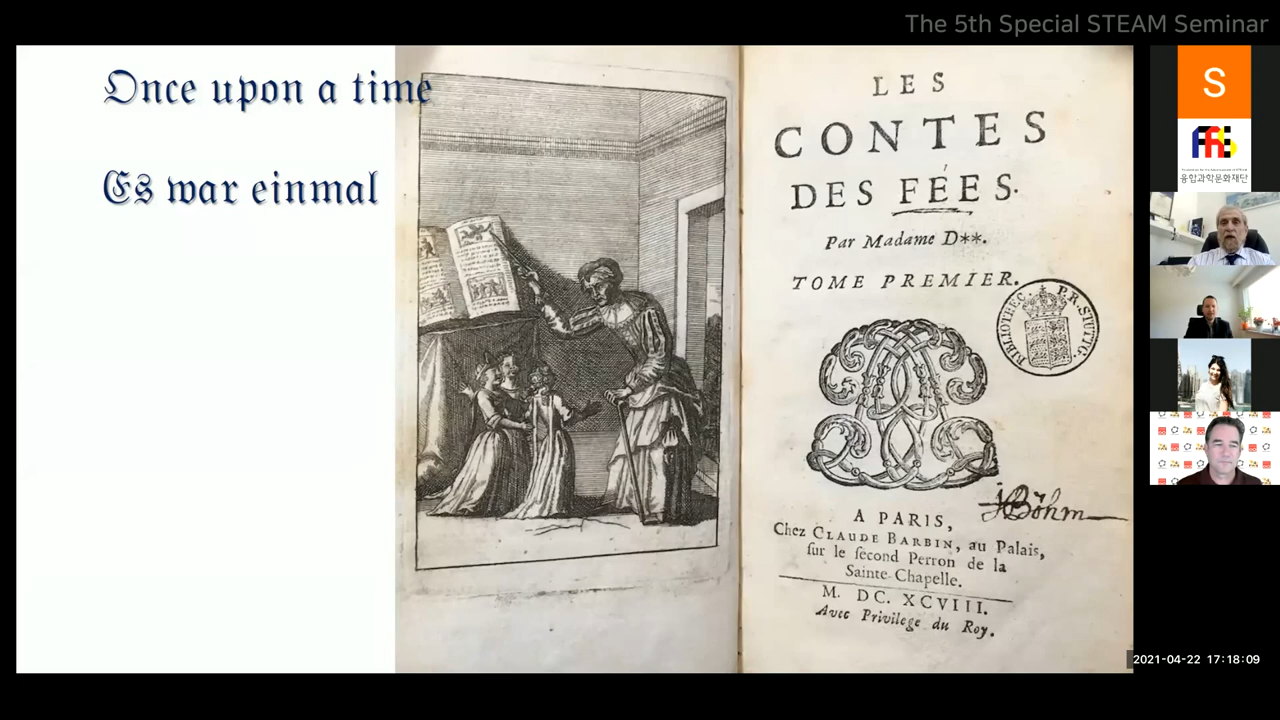 The 5th Special STEAM Seminar
Once upon a time
Es war einmal
LES
CONTES
DES FÉES.
Par Madame D**.
TOME PREMIER.
BIBLIOTHEC. P. R. STUTTG.
JBöhm
A PARIS,
Chez CLAUDE BARBIN, au Palais,
sur le second Perron de la
Sainte-Chapelle.
M. DC. XCVIII.
Avec Privilege du Roy.
S
융합과학문화재단
2021-04-22 17:18:09